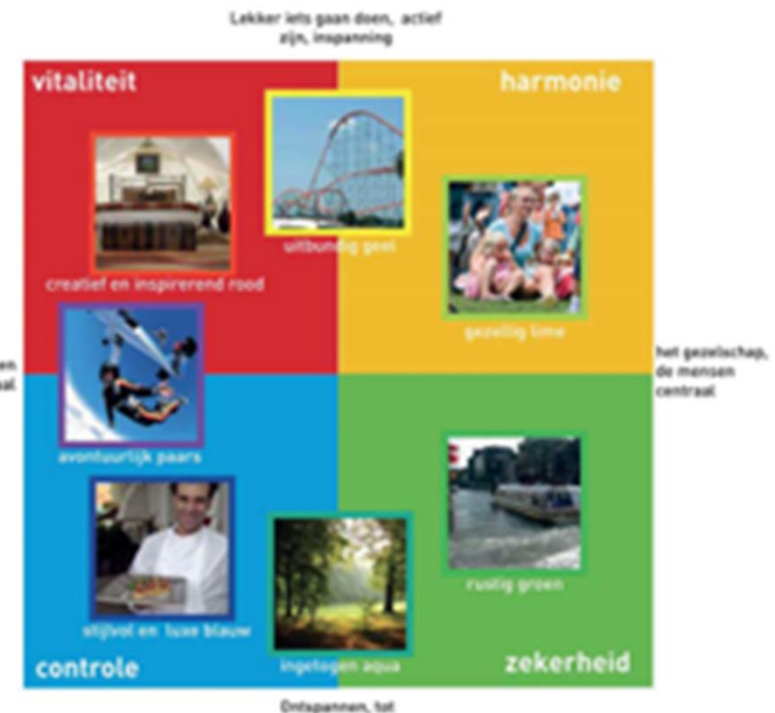 Lekker iets gaan doen, actief
zijn, inspanning
vitaliteit
harmonie
uitbundig geel
creatief en inspirerend rood
gezellig lime
en
het gezelschap,
de mensen
centraal
avontuurlijk paars
rustig groen
stijlvol en luxe blauw
ingetogen aqua
controle
zekerheid
Ontspannen, tot